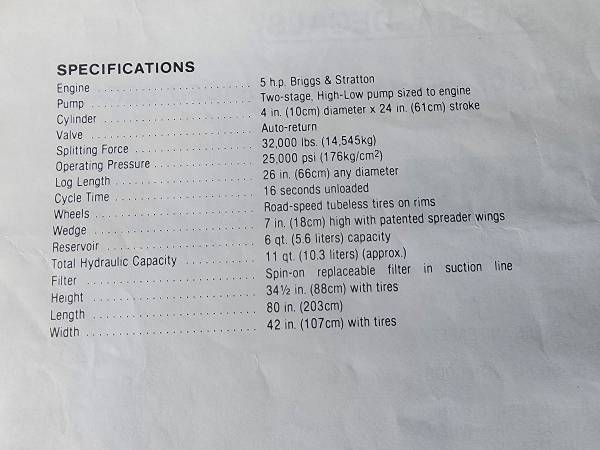 SPECIFICATIONS
Engine . . . . . . . . . . . . . . . . . . . . . . . . 5 h.p. Briggs & Stratton
Pump . . . . . . . . . . . . . . . . . . . . . . . . Two-stage, High-Low pump sized to engine
Cylinder . . . . . . . . . . . . . . . . . . . . . . 4 in. (10cm) diameter x 24 in. (61cm) stroke
Valve . . . . . . . . . . . . . . . . . . . . . . . . Auto-return
Splitting Force . . . . . . . . . . . . . . . . . . 32,000 lbs. (14,545kg)
Operating Pressure . . . . . . . . . . . . . . . 25,000 psi (176kg/cm²)
Log Length . . . . . . . . . . . . . . . . . . . . 26 in. (66cm) any diameter
Cycle Time . . . . . . . . . . . . . . . . . . . . 16 seconds unloaded
Wheels . . . . . . . . . . . . . . . . . . . . . . . Road-speed tubeless tires on rims
Wedge . . . . . . . . . . . . . . . . . . . . . . . 7 in. (18cm) high with patented spreader wings
Reservoir . . . . . . . . . . . . . . . . . . . . . 6 qt. (5.6 liters) capacity
Total Hydraulic Capacity . . . . . . . . . . . 11 qt. (10.3 liters) (approx.)
Filter . . . . . . . . . . . . . . . . . . . . . . . . Spin-on replaceable filter in suction line
Height . . . . . . . . . . . . . . . . . . . . . . . 34½ in. (88cm) with tires
Length . . . . . . . . . . . . . . . . . . . . . . . 80 in. (203cm)
Width . . . . . . . . . . . . . . . . . . . . . . . . 42 in. (107cm) with tires